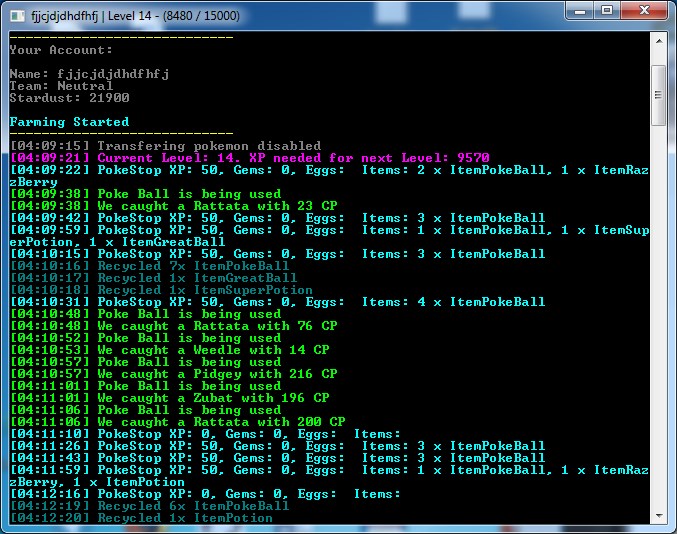 fjjcjdjdhdfhfj | Level 14 - (8480 / 15000)
----------------------------
Your Account:
Name: fjjcjdjdhdfhfj
Team: Neutral
Stardust: 21900
Farming Started
----------------------------
[04:09:15] Transfering pokemon disabled
[04:09:21] Current Level: 14. XP needed for next Level: 9570
[04:09:22] PokeStop XP: 50, Gems: 0, Eggs:  Items: 2 x ItemPokeBall, 1 x ItemRaz
zBerry
[04:09:38] Poke Ball is being used
[04:09:38] We caught a Rattata with 23 CP
[04:09:42] PokeStop XP: 50, Gems: 0, Eggs:  Items: 3 x ItemPokeBall
[04:09:59] PokeStop XP: 50, Gems: 0, Eggs:  Items: 1 x ItemPokeBall, 1 x ItemSup
erPotion, 1 x ItemGreatBall
[04:10:15] PokeStop XP: 50, Gems: 0, Eggs:  Items: 3 x ItemPokeBall
[04:10:16] Recycled 7x ItemPokeBall
[04:10:17] Recycled 1x ItemGreatBall
[04:10:18] Recycled 1x ItemSuperPotion
[04:10:31] PokeStop XP: 50, Gems: 0, Eggs:  Items: 4 x ItemPokeBall
[04:10:48] Poke Ball is being used
[04:10:48] We caught a Rattata with 76 CP
[04:10:52] Poke Ball is being used
[04:10:53] We caught a Weedle with 14 CP
[04:10:57] Poke Ball is being used
[04:10:57] We caught a Pidgey with 216 CP
[04:11:01] Poke Ball is being used
[04:11:01] We caught a Zubat with 196 CP
[04:11:06] Poke Ball is being used
[04:11:06] We caught a Rattata with 200 CP
[04:11:10] PokeStop XP: 0, Gems: 0, Eggs:  Items:
[04:11:26] PokeStop XP: 50, Gems: 0, Eggs:  Items: 3 x ItemPokeBall
[04:11:43] PokeStop XP: 50, Gems: 0, Eggs:  Items: 3 x ItemPokeBall
[04:11:59] PokeStop XP: 50, Gems: 0, Eggs:  Items: 1 x ItemPokeBall, 1 x ItemRaz
zBerry, 1 x ItemPotion
[04:12:16] PokeStop XP: 0, Gems: 0, Eggs:  Items:
[04:12:19] Recycled 6x ItemPokeBall
[04:12:20] Recycled 1x ItemPotion